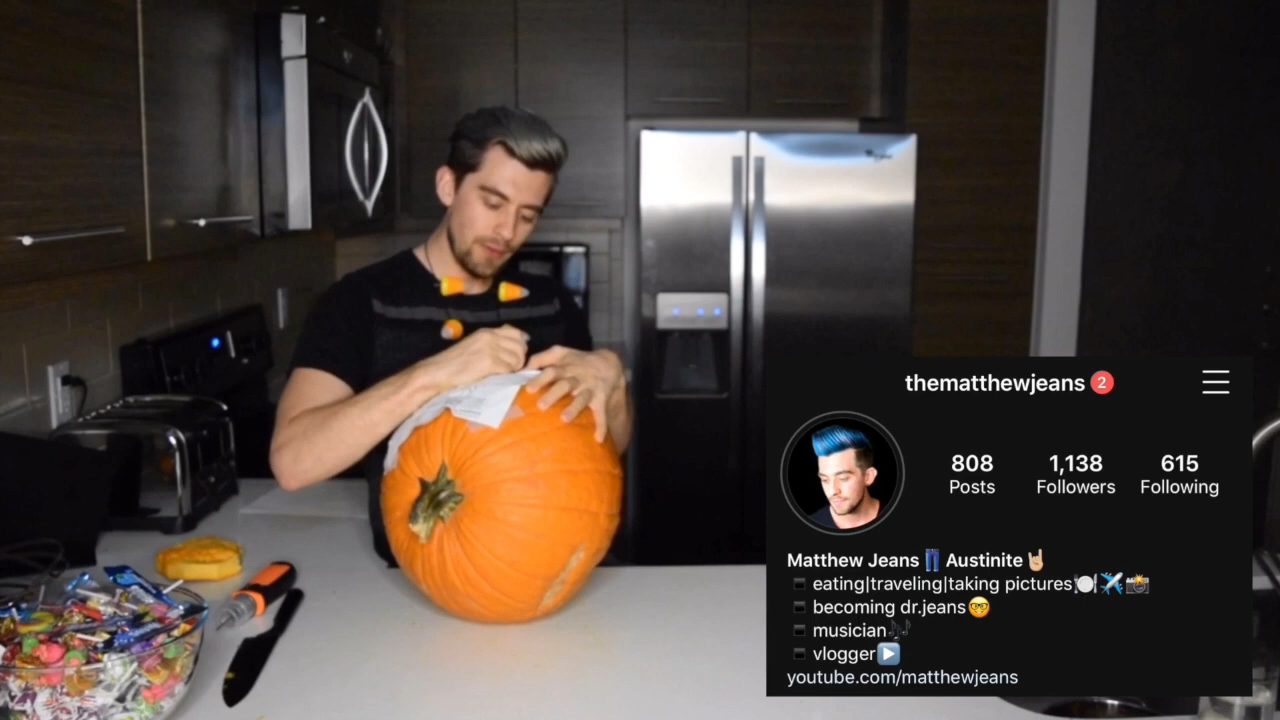 thematthewjeans 2
808 1,138 615
Posts Followers Following
Matthew Jeans👖Austinite🤘🏼
▪️ eating|traveling|taking pictures🍽️✈️📸
▪️ becoming dr.jeans🤓
▪️ musician🎶
▪️ vlogger▶️
youtube.com/matthewjeans